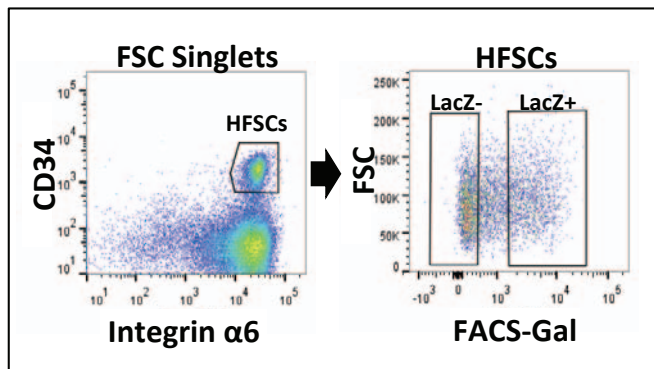 FSC Singlets
HFSCs
CD34
10^5
10^4
10^3
10^2
10^1
HFSCs
10^1
10^2
10^3
10^4
10^5
Integrin α6
FSC
250K
200K
150K
100K
50K
0
LacZ-
LacZ+
-10^3
0
10^3
10^4
10^5
FACS-Gal